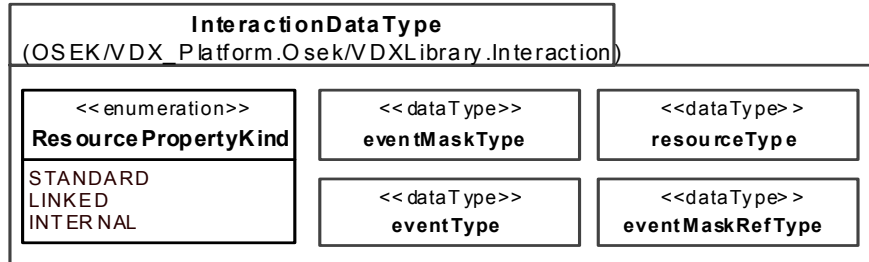 InteractionDataType
(OSEK/VDX_Platform.Osek/VDXLibrary.Interaction)
<<enumeration>>
ResourcePropertyKind
STANDARD
LINKED
INTERNAL
<<dataType>>
eventMaskType
<<dataType>>
resourceType
<<dataType>>
eventType
<<dataType>>
eventMaskRefType